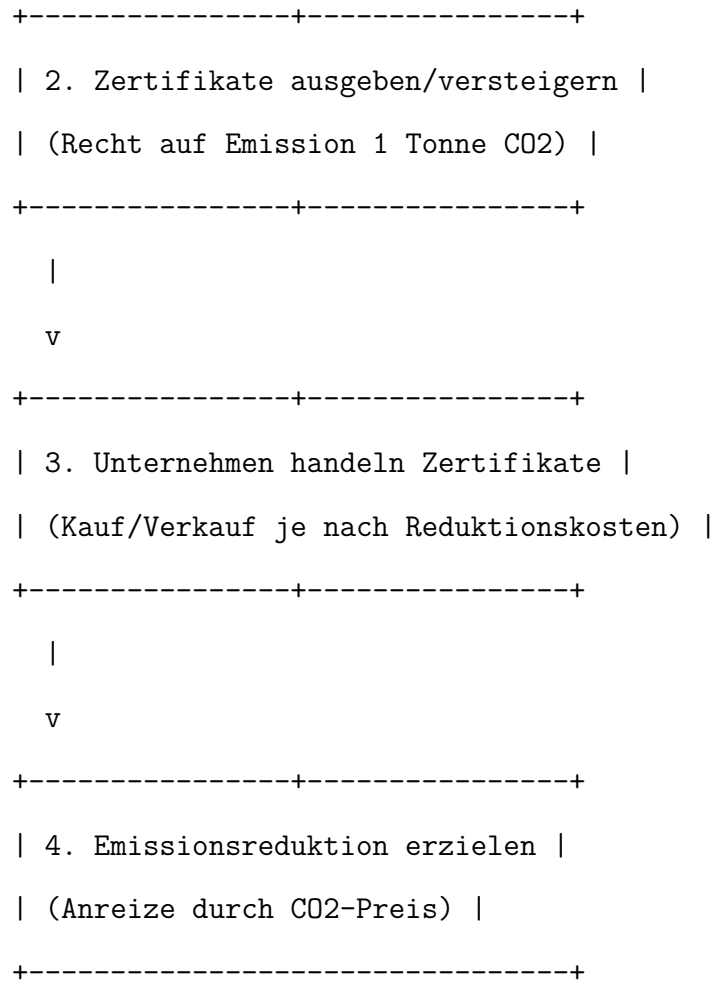 +----------------+----------------+
| 2. Zertifikate ausgeben/versteigern |
| (Recht auf Emission 1 Tonne CO2) |
+----------------+----------------+
|
v
+----------------+----------------+
| 3. Unternehmen handeln Zertifikate |
| (Kauf/Verkauf je nach Reduktionskosten) |
+----------------+----------------+
|
v
+----------------+----------------+
| 4. Emissionsreduktion erzielen |
| (Anreize durch CO2-Preis) |
+---------------------------------+